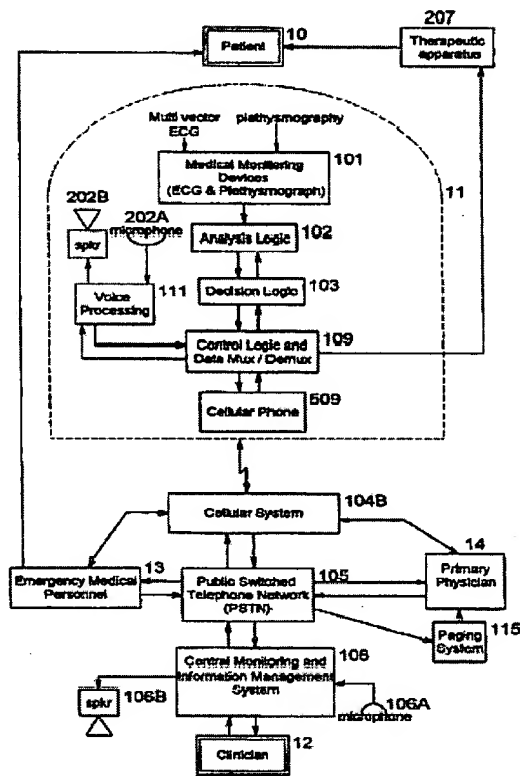 207
10
Patient
Therapeutic
apparatus
Multi vector
ECG
plethysmography
101
Medical Monitoring
Devices
(ECG & Plethysmograph)
11
202B
202A
microphone
spkr
102
Analysis Logic
103
Decision Logic
111
Voice
Processing
109
Control Logic and
Data Mux / Demux
509
Cellular Phone
104B
Cellular System
13
14
Emergency Medical
Personnel
Public Switched
Telephone Network
(PSTN)
105
Primary
Physician
115
Paging
System
106
Central Monitoring and
Information Management
System
spkr
106B
106A
microphone
12
Clinician